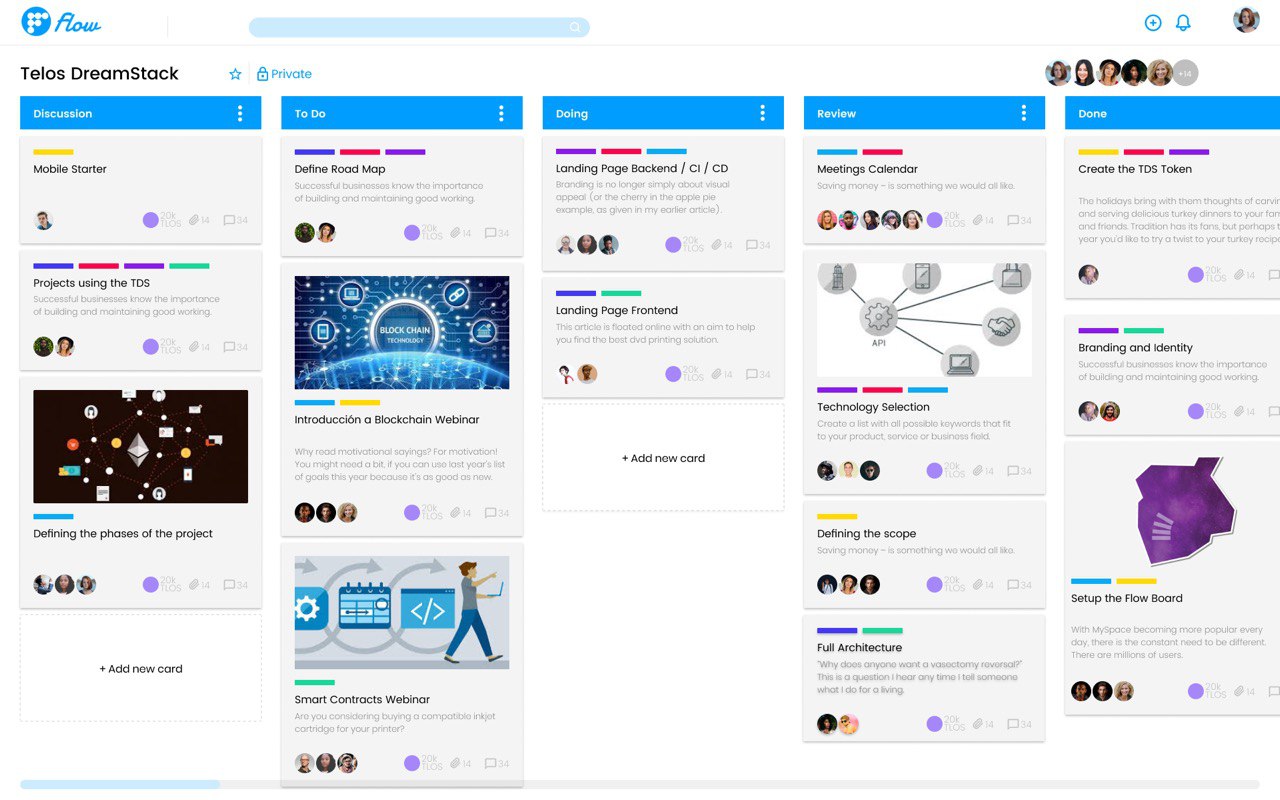 flow
Telos DreamStack
Private
+14
Discussion
Mobile Starter
20k
TLOS
14
34
Projects using the TDS
Successful businesses know the importance
of building and maintaining good working.
20k
TLOS
14
34
Defining the phases of the project
20k
TLOS
14
34
+ Add new card
To Do
Define Road Map
Successful businesses know the importance
of building and maintaining good working.
20k
TLOS
14
34
BLOCK CHAIN
TECHNOLOGY
Introducción a Blockchain Webinar
Why read motivational sayings? For motivation!
You might need a bit, if you can use last year's list
of goals this year because it's as good as new.
20k
TLOS
14
34
</>
Smart Contracts Webinar
Are you considering buying a compatible inkjet
cartridge for your printer?
20k
TLOS
14
34
Doing
Landing Page Backend / CI / CD
Branding is no longer simply about visual
appeal (or the cherry in the apple pie
example, as given in my earlier article).
20k
TLOS
14
34
Landing Page Frontend
This article is floated online with an aim to help
you find the best dvd printing solution.
20k
TLOS
14
34
+ Add new card
Review
Meetings Calendar
Saving money – is something we would all like.
20k
TLOS
14
34
API
Technology Selection
Create a list with all possible keywords that fit
to your product, service or business field.
20k
TLOS
14
34
Defining the scope
Saving money – is something we would all like.
20k
TLOS
14
34
Full Architecture
"Why does anyone want a vasectomy reversal?"
This is a question I hear any time I tell someone
what I do for a living.
20k
TLOS
14
34
Done
Create the TDS Token
The holidays bring with them thoughts of carvin
and serving delicious turkey dinners to your fam
and friends. Tradition has its fans, but perhaps t
year you'd like to try a twist to your turkey recip
20k
TLOS
14
Branding and Identity
Successful businesses know the importance
of building and maintaining good working.
20k
TLOS
14
Setup the Flow Board
With MySpace becoming more popular every
day, there is the constant need to be different.
There are millions of users.
20k
TLOS
14